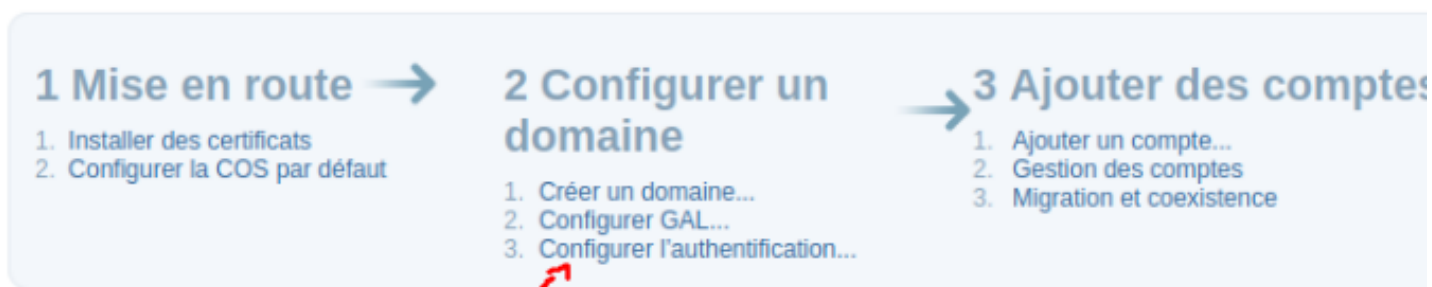 1 Mise en route
1. Installer des certificats
2. Configurer la COS par défaut
2 Configurer un
domaine
1. Créer un domaine...
2. Configurer GAL...
3. Configurer l'authentification...
3 Ajouter des comptes
1. Ajouter un compte...
2. Gestion des comptes
3. Migration et coexistence